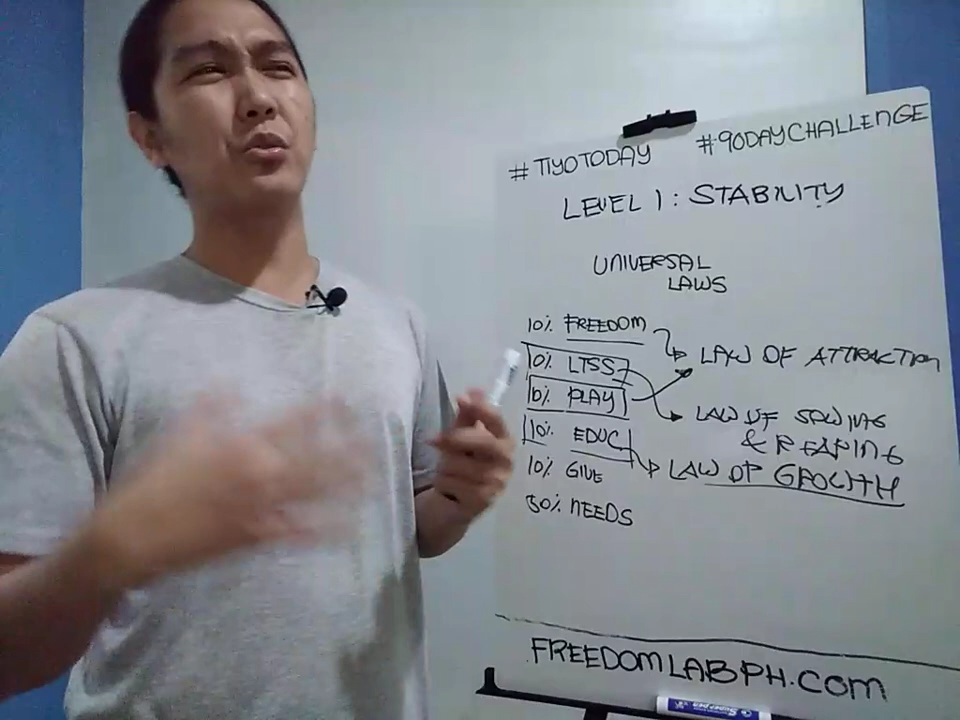 #TIYOTODAY #90DAYCHALLENGE
LEVEL 1: STABILITY
UNIVERSAL
LAWS
10% FREEDOM
LAW OF ATTRACTION
10% LTSS
10% PLAY
LAW OF SOWING
& REAPING
10% EDUC
LAW OF GROWTH
10% GIVE
50% NEEDS
FREEDOMLABPH.COM